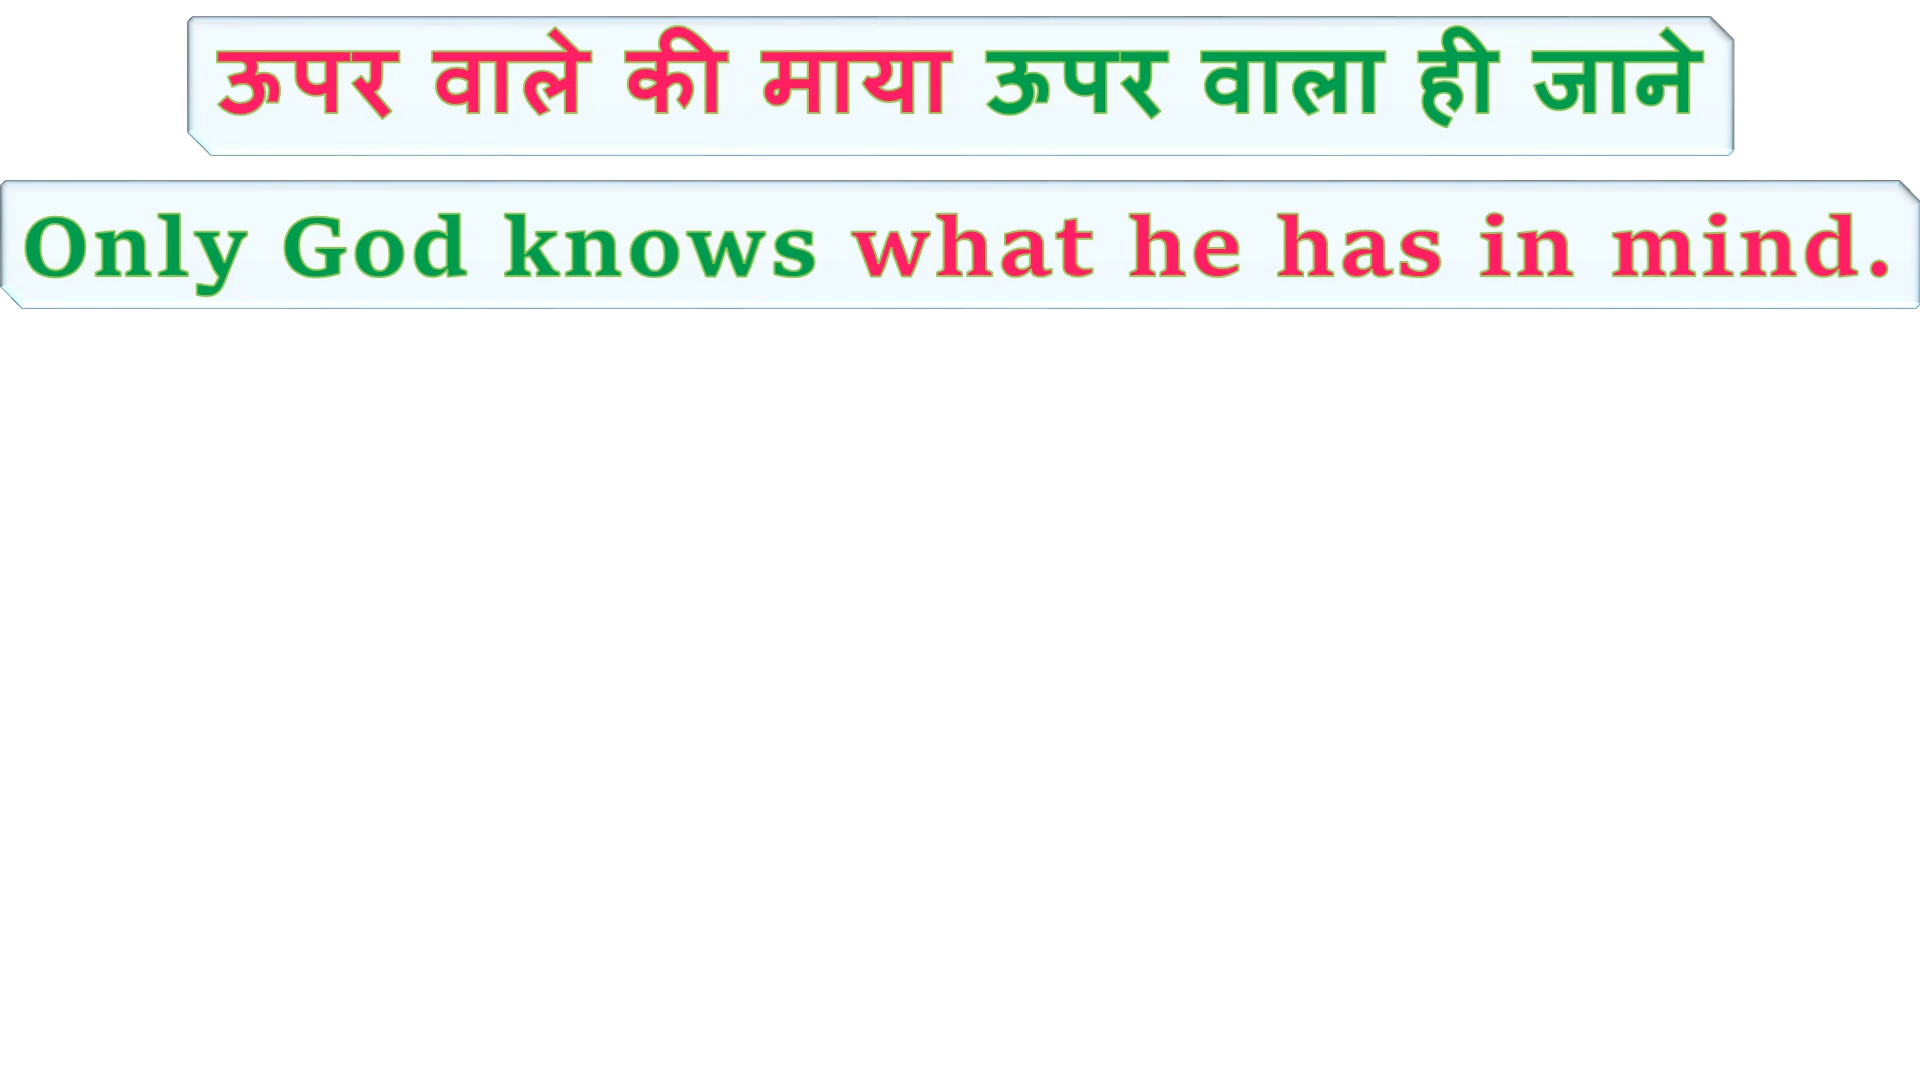 ऊपर वाले की माया ऊपर वाला ही जाने
Only God knows what he has in mind.